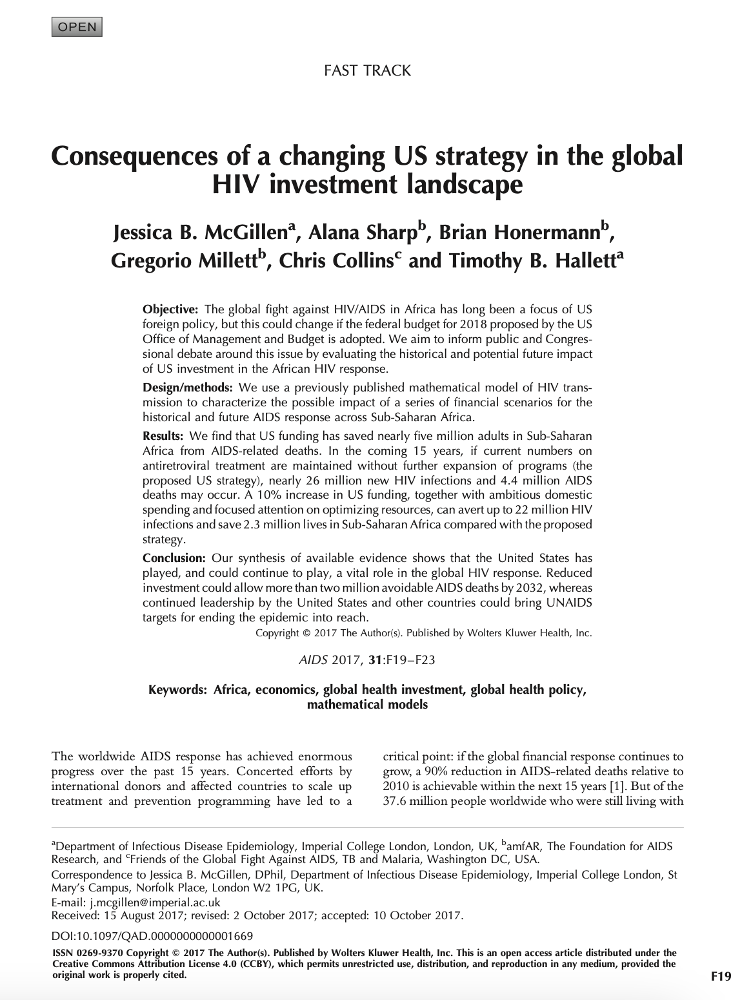 OPEN
FAST TRACK
Consequences of a changing US strategy in the global
HIV investment landscape
Jessica B. McGillenᵃ, Alana Sharpᵇ, Brian Honermannᵇ,
Gregorio Millettᵇ, Chris Collinsᶜ and Timothy B. Hallettᵃ
Objective: The global fight against HIV/AIDS in Africa has long been a focus of US
foreign policy, but this could change if the federal budget for 2018 proposed by the US
Office of Management and Budget is adopted. We aim to inform public and Congres-
sional debate around this issue by evaluating the historical and potential future impact
of US investment in the African HIV response.
Design/methods: We use a previously published mathematical model of HIV trans-
mission to characterize the possible impact of a series of financial scenarios for the
historical and future AIDS response across Sub-Saharan Africa.
Results: We find that US funding has saved nearly five million adults in Sub-Saharan
Africa from AIDS-related deaths. In the coming 15 years, if current numbers on
antiretroviral treatment are maintained without further expansion of programs (the
proposed US strategy), nearly 26 million new HIV infections and 4.4 million AIDS
deaths may occur. A 10% increase in US funding, together with ambitious domestic
spending and focused attention on optimizing resources, can avert up to 22 million HIV
infections and save 2.3 million lives in Sub-Saharan Africa compared with the proposed
strategy.
Conclusion: Our synthesis of available evidence shows that the United States has
played, and could continue to play, a vital role in the global HIV response. Reduced
investment could allow more than two million avoidable AIDS deaths by 2032, whereas
continued leadership by the United States and other countries could bring UNAIDS
targets for ending the epidemic into reach.
Copyright © 2017 The Author(s). Published by Wolters Kluwer Health, Inc.
AIDS 2017, 31:F19–F23
Keywords: Africa, economics, global health investment, global health policy,
mathematical models
The worldwide AIDS response has achieved enormous
progress over the past 15 years. Concerted efforts by
international donors and affected countries to scale up
treatment and prevention programming have led to a
critical point: if the global financial response continues to
grow, a 90% reduction in AIDS-related deaths relative to
2010 is achievable within the next 15 years [1]. But of the
37.6 million people worldwide who were still living with
ᵃDepartment of Infectious Disease Epidemiology, Imperial College London, London, UK, ᵇamfAR, The Foundation for AIDS
Research, and ᶜFriends of the Global Fight Against AIDS, TB and Malaria, Washington DC, USA.
Correspondence to Jessica B. McGillen, DPhil, Department of Infectious Disease Epidemiology, Imperial College London, St
Mary's Campus, Norfolk Place, London W2 1PG, UK.
E-mail: j.mcgillen@imperial.ac.uk
Received: 15 August 2017; revised: 2 October 2017; accepted: 10 October 2017.
DOI:10.1097/QAD.0000000000001669
ISSN 0269-9370 Copyright © 2017 The Author(s). Published by Wolters Kluwer Health, Inc. This is an open access article distributed under the
Creative Commons Attribution License 4.0 (CCBY), which permits unrestricted use, distribution, and reproduction in any medium, provided the
original work is properly cited.
F19